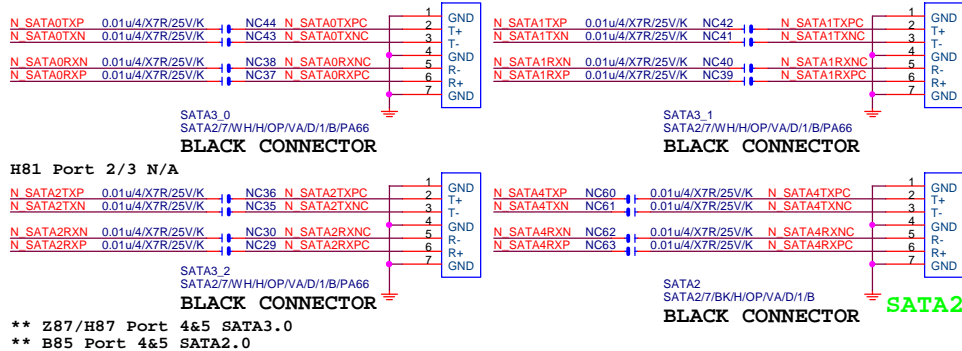 1 GND
N_SATA0TXP 0.01u/4/X7R/25V/K NC44 N_SATA0TXPC 2 T+
N_SATA0TXN 0.01u/4/X7R/25V/K NC43 N_SATA0TXNC 3 T-
4 GND
N_SATA0RXN 0.01u/4/X7R/25V/K NC38 N_SATA0RXNC 5 R-
N_SATA0RXP 0.01u/4/X7R/25V/K NC37 N_SATA0RXPC 6 R+
7 GND
SATA3_0
SATA2/7/WH/H/OP/VA/D/1/B/PA66
BLACK CONNECTOR
1 GND
N_SATA1TXP 0.01u/4/X7R/25V/K NC42 N_SATA1TXPC 2 T+
N_SATA1TXN 0.01u/4/X7R/25V/K NC41 N_SATA1TXNC 3 T-
4 GND
N_SATA1RXN 0.01u/4/X7R/25V/K NC40 N_SATA1RXNC 5 R-
N_SATA1RXP 0.01u/4/X7R/25V/K NC39 N_SATA1RXPC 6 R+
7 GND
SATA3_1
SATA2/7/WH/H/OP/VA/D/1/B/PA66
BLACK CONNECTOR
H81 Port 2/3 N/A
1 GND
N_SATA2TXP 0.01u/4/X7R/25V/K NC36 N_SATA2TXPC 2 T+
N_SATA2TXN 0.01u/4/X7R/25V/K NC35 N_SATA2TXNC 3 T-
4 GND
N_SATA2RXN 0.01u/4/X7R/25V/K NC30 N_SATA2RXNC 5 R-
N_SATA2RXP 0.01u/4/X7R/25V/K NC29 N_SATA2RXPC 6 R+
7 GND
SATA3_2
SATA2/7/WH/H/OP/VA/D/1/B/PA66
BLACK CONNECTOR
1 GND
N_SATA4TXP NC60 0.01u/4/X7R/25V/K N_SATA4TXPC 2 T+
N_SATA4TXN NC61 0.01u/4/X7R/25V/K N_SATA4TXNC 3 T-
4 GND
N_SATA4RXN NC62 0.01u/4/X7R/25V/K N_SATA4RXNC 5 R-
N_SATA4RXP NC63 0.01u/4/X7R/25V/K N_SATA4RXPC 6 R+
7 GND
SATA2
SATA2/7/BK/H/OP/VA/D/1/B
BLACK CONNECTOR
SATA2
** Z87/H87 Port 4&5 SATA3.0
** B85 Port 4&5 SATA2.0